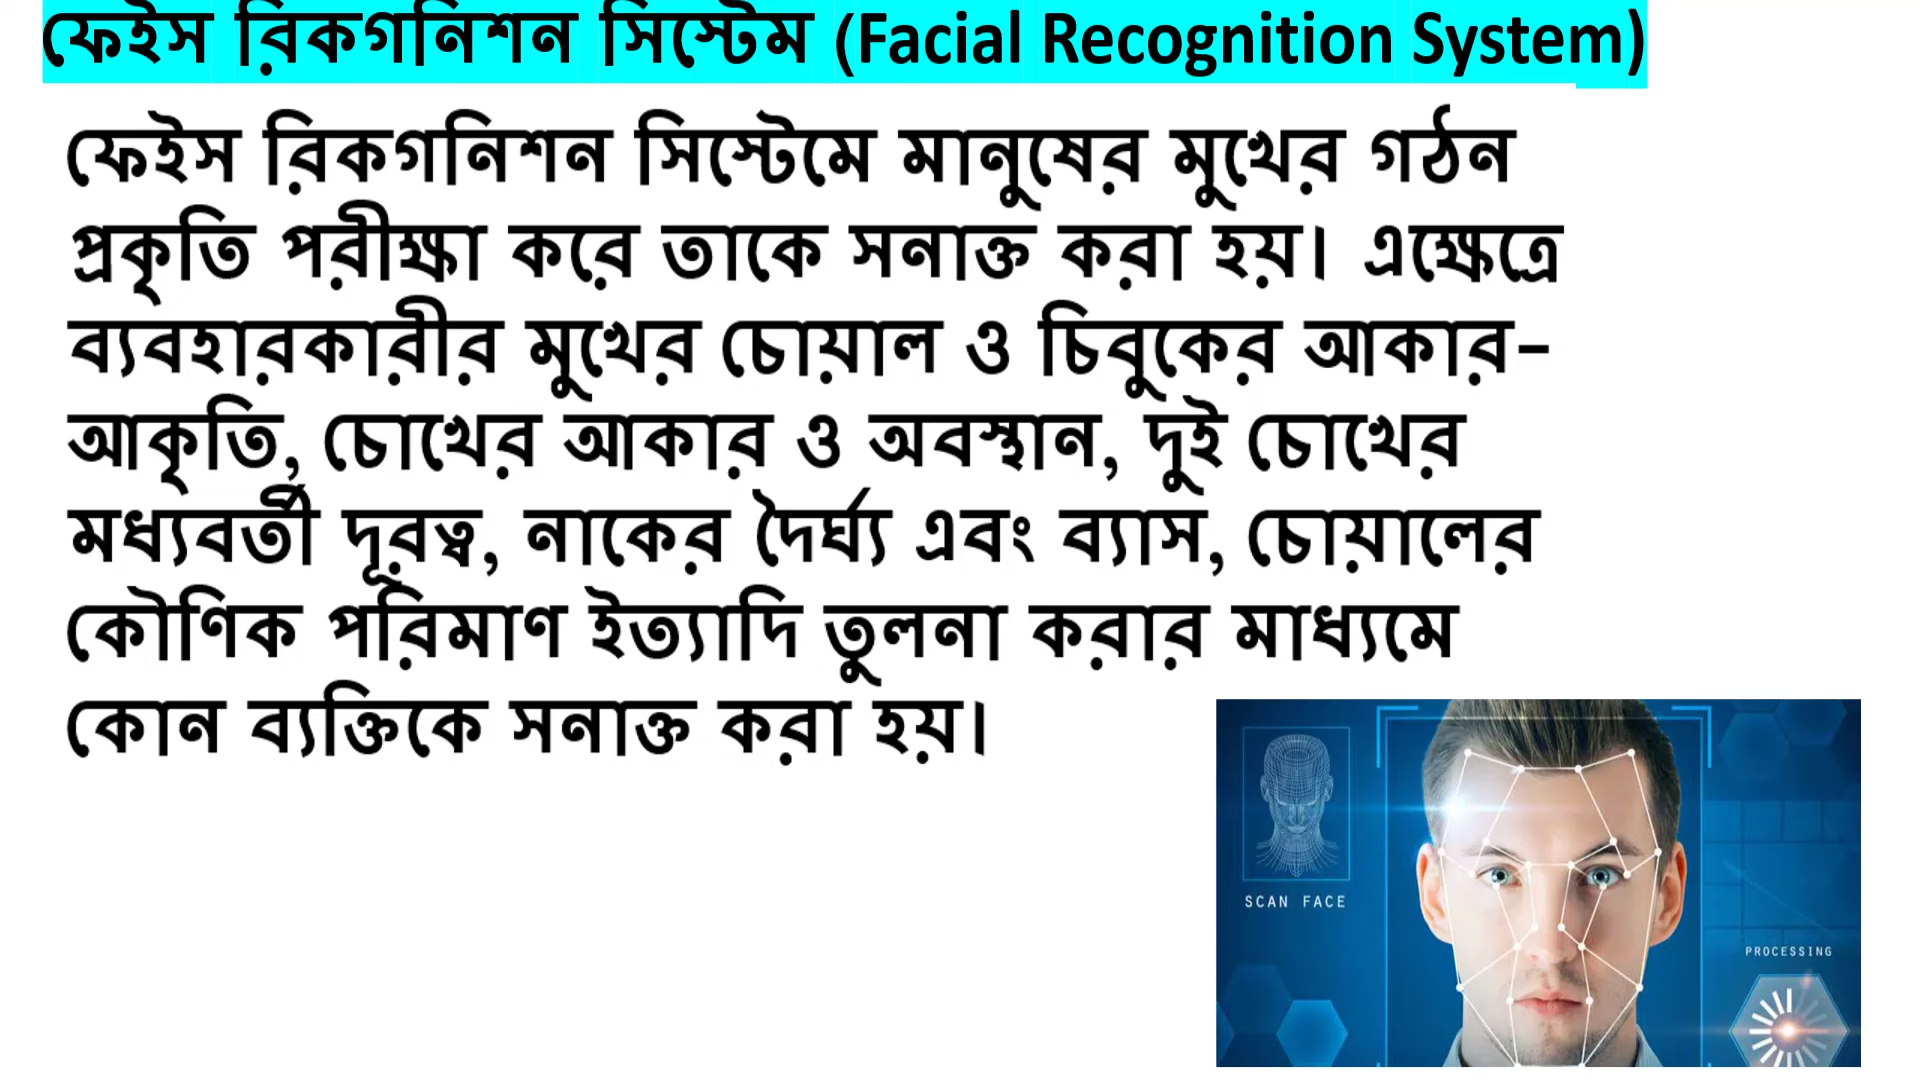 ফেইস রিকগনিশন সিস্টেম (Facial Recognition System)
ফেইস রিকগনিশন সিস্টেমে মানুষের মুখের গঠন
প্রকৃতি পরীক্ষা করে তাকে সনাক্ত করা হয়। এক্ষেত্রে
ব্যবহারকারীর মুখের চোয়াল ও চিবুকের আকার-
আকৃতি, চোখের আকার ও অবস্থান, দুই চোখের
মধ্যবর্তী দূরত্ব, নাকের দৈর্ঘ্য এবং ব্যাস, চোয়ালের
কৌণিক পরিমাণ ইত্যাদি তুলনা করার মাধ্যমে
কোন ব্যক্তিকে সনাক্ত করা হয়।
SCAN FACE
PROCESSING